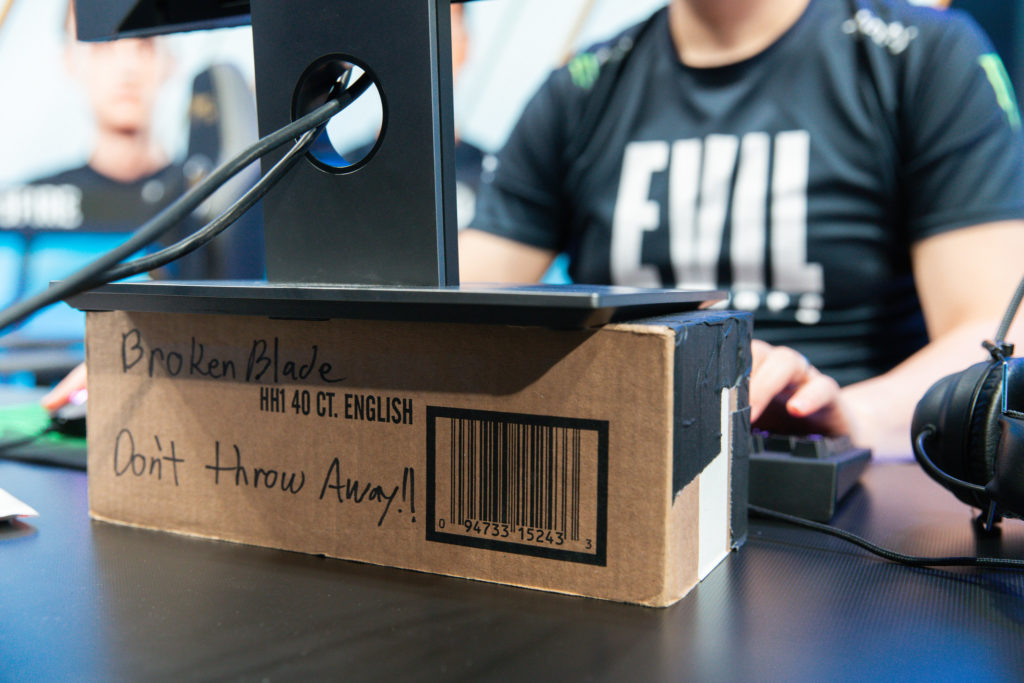 Broken Blade
HH1 40 CT. ENGLISH
Don't throw Away!!
0 94733 15243 3
EVIL